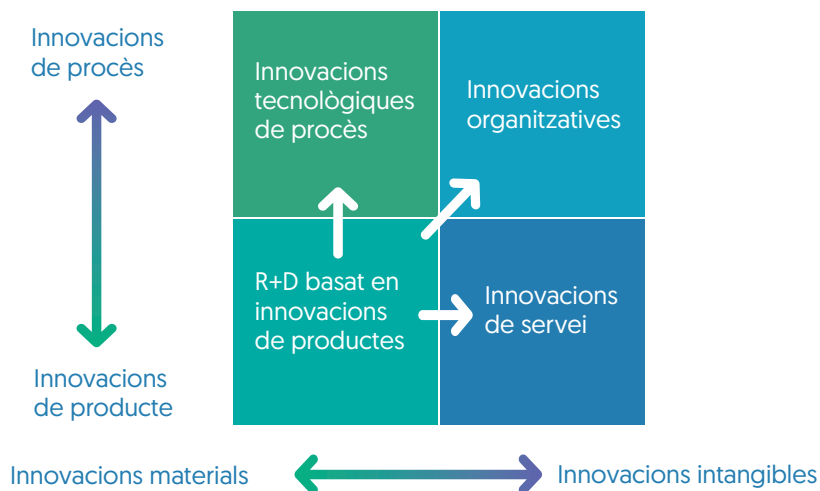 Innovacions
de procès
Innovacions
tecnològiques
de procès
Innovacions
organitzatives
R+D basat en
innovacions
de productes
Innovacions
de servei
Innovacions
de producte
Innovacions materials
Innovacions intangibles